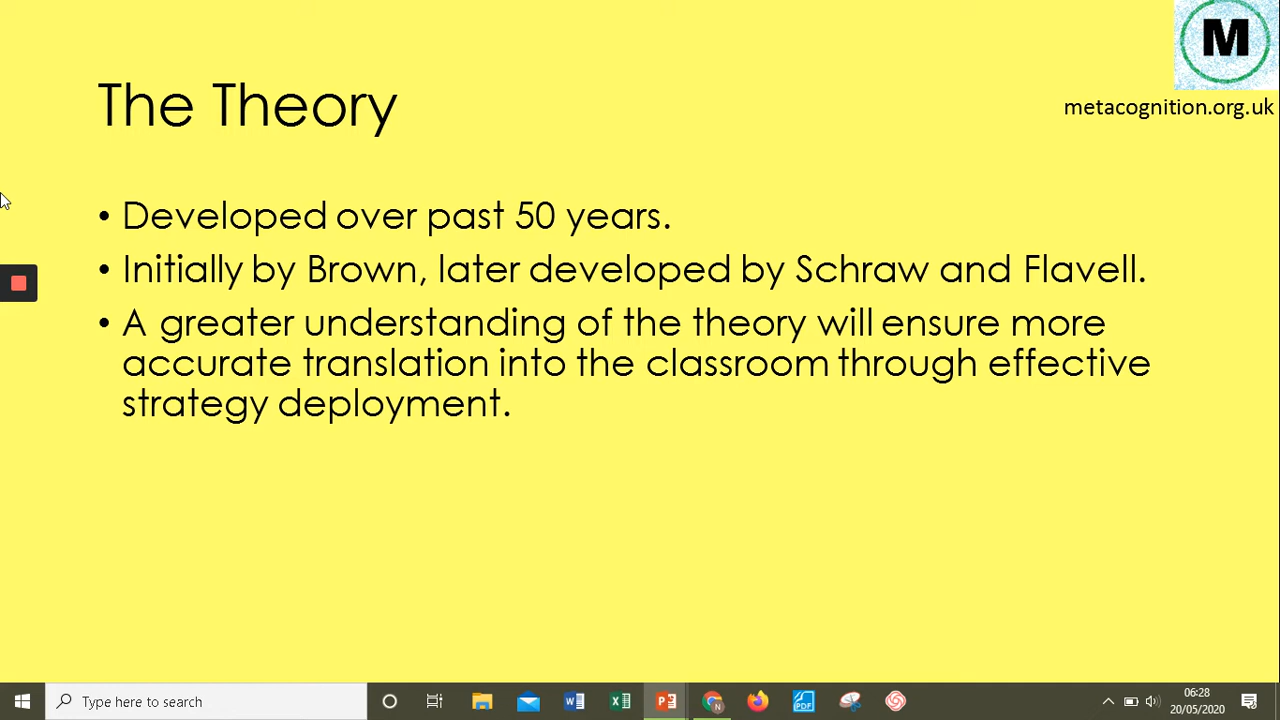 M
metacognition.org.uk
The Theory
• Developed over past 50 years.
• Initially by Brown, later developed by Schraw and Flavell.
• A greater understanding of the theory will ensure more
accurate translation into the classroom through effective
strategy deployment.
Type here to search
06:28
20/05/2020